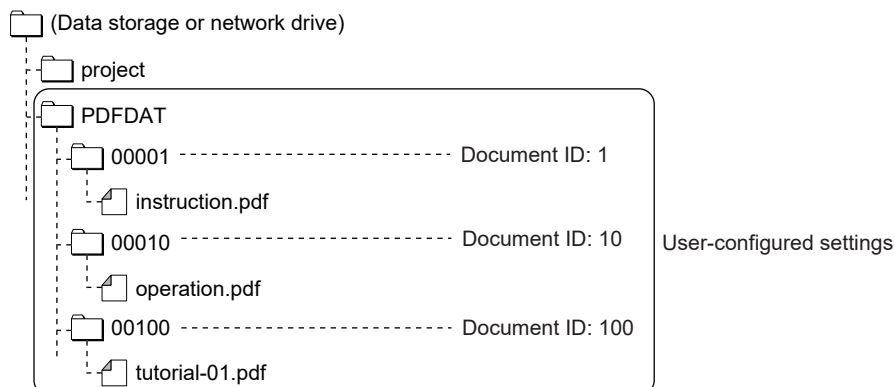 (Data storage or network drive)
project
PDFDAT
00001 Document ID: 1
instruction.pdf
00010 Document ID: 10
User-configured settings
operation.pdf
00100 Document ID: 100
tutorial-01.pdf